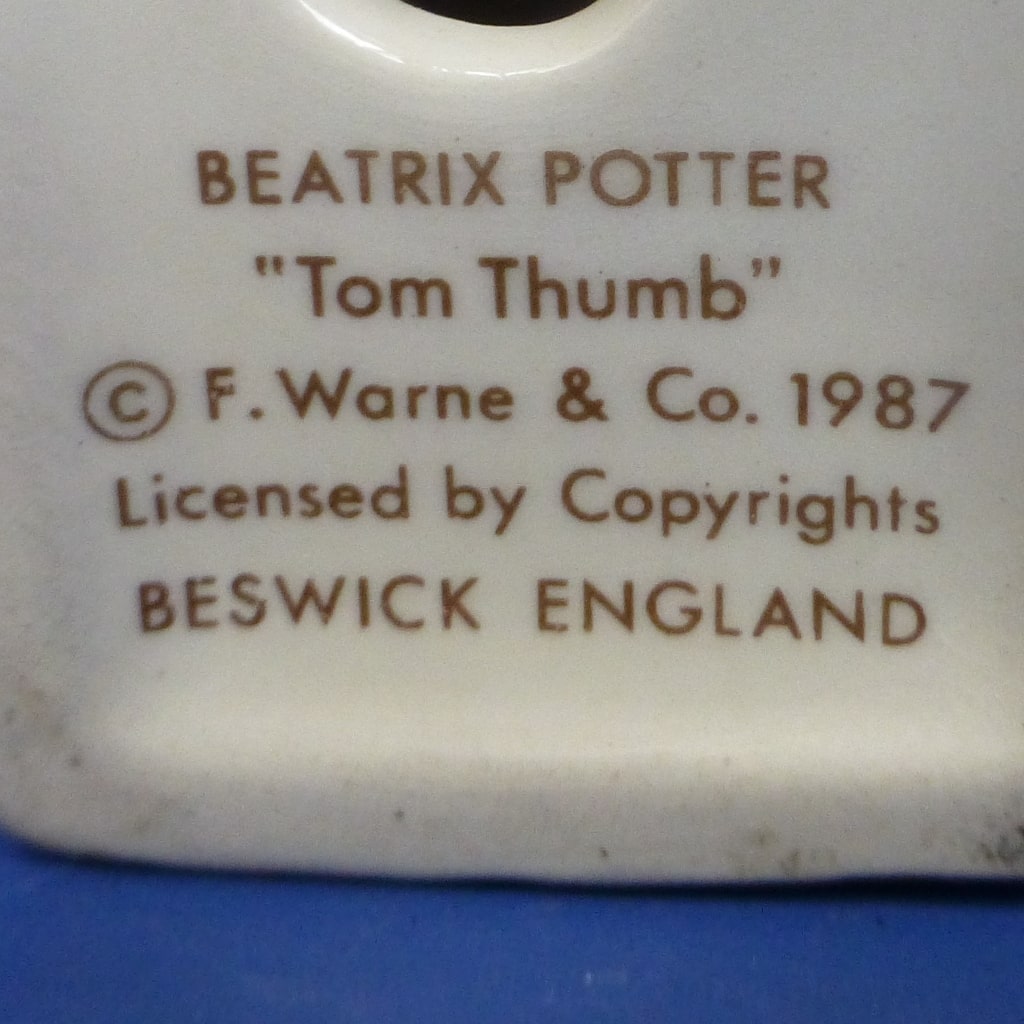 BEATRIX POTTER
"Tom Thumb"
© F. Warne & Co. 1987
Licensed by Copyrights
BESWICK ENGLAND